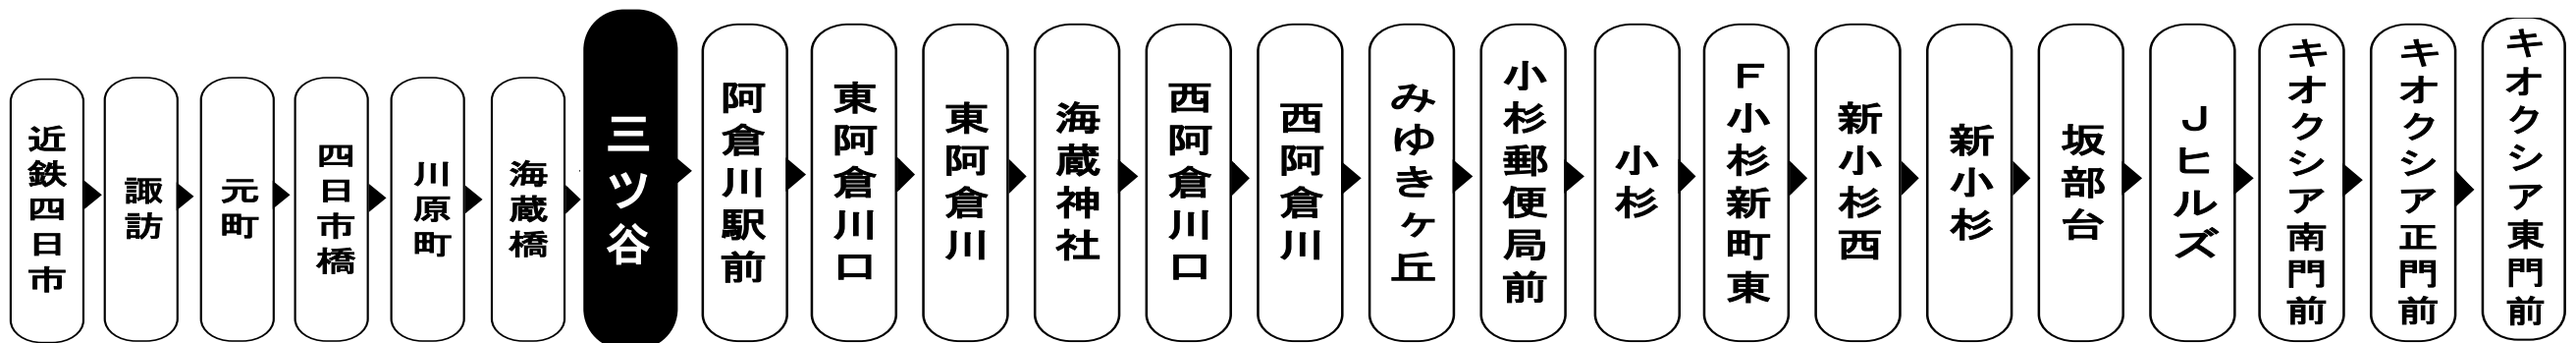 近鉄四日市
諏訪
元町
四日市橋
川原町
海蔵橋
三ツ谷
阿倉川駅前
東阿倉川口
東阿倉川
海蔵神社
西阿倉川口
西阿倉川
みゆきヶ丘
小杉郵便局前
小杉
Ｆ小杉新町東
新小杉西
新小杉
坂部台
Ｊヒルズ
キオクシア南門前
キオクシア正門前
キオクシア東門前